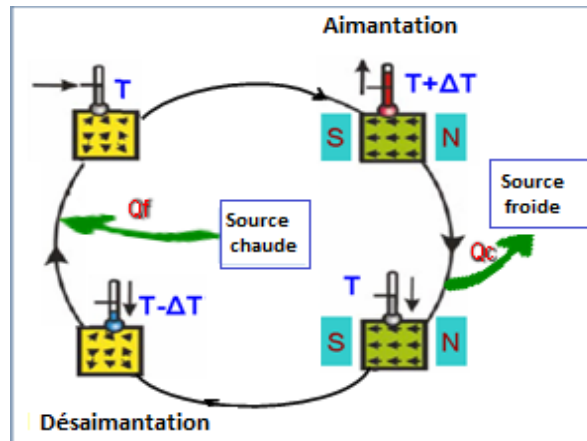 Aimantation
T
T+ΔT
S N
Source
froide
Qf
Source
chaude
Qc
T-ΔT
T
S N
Désaimantation